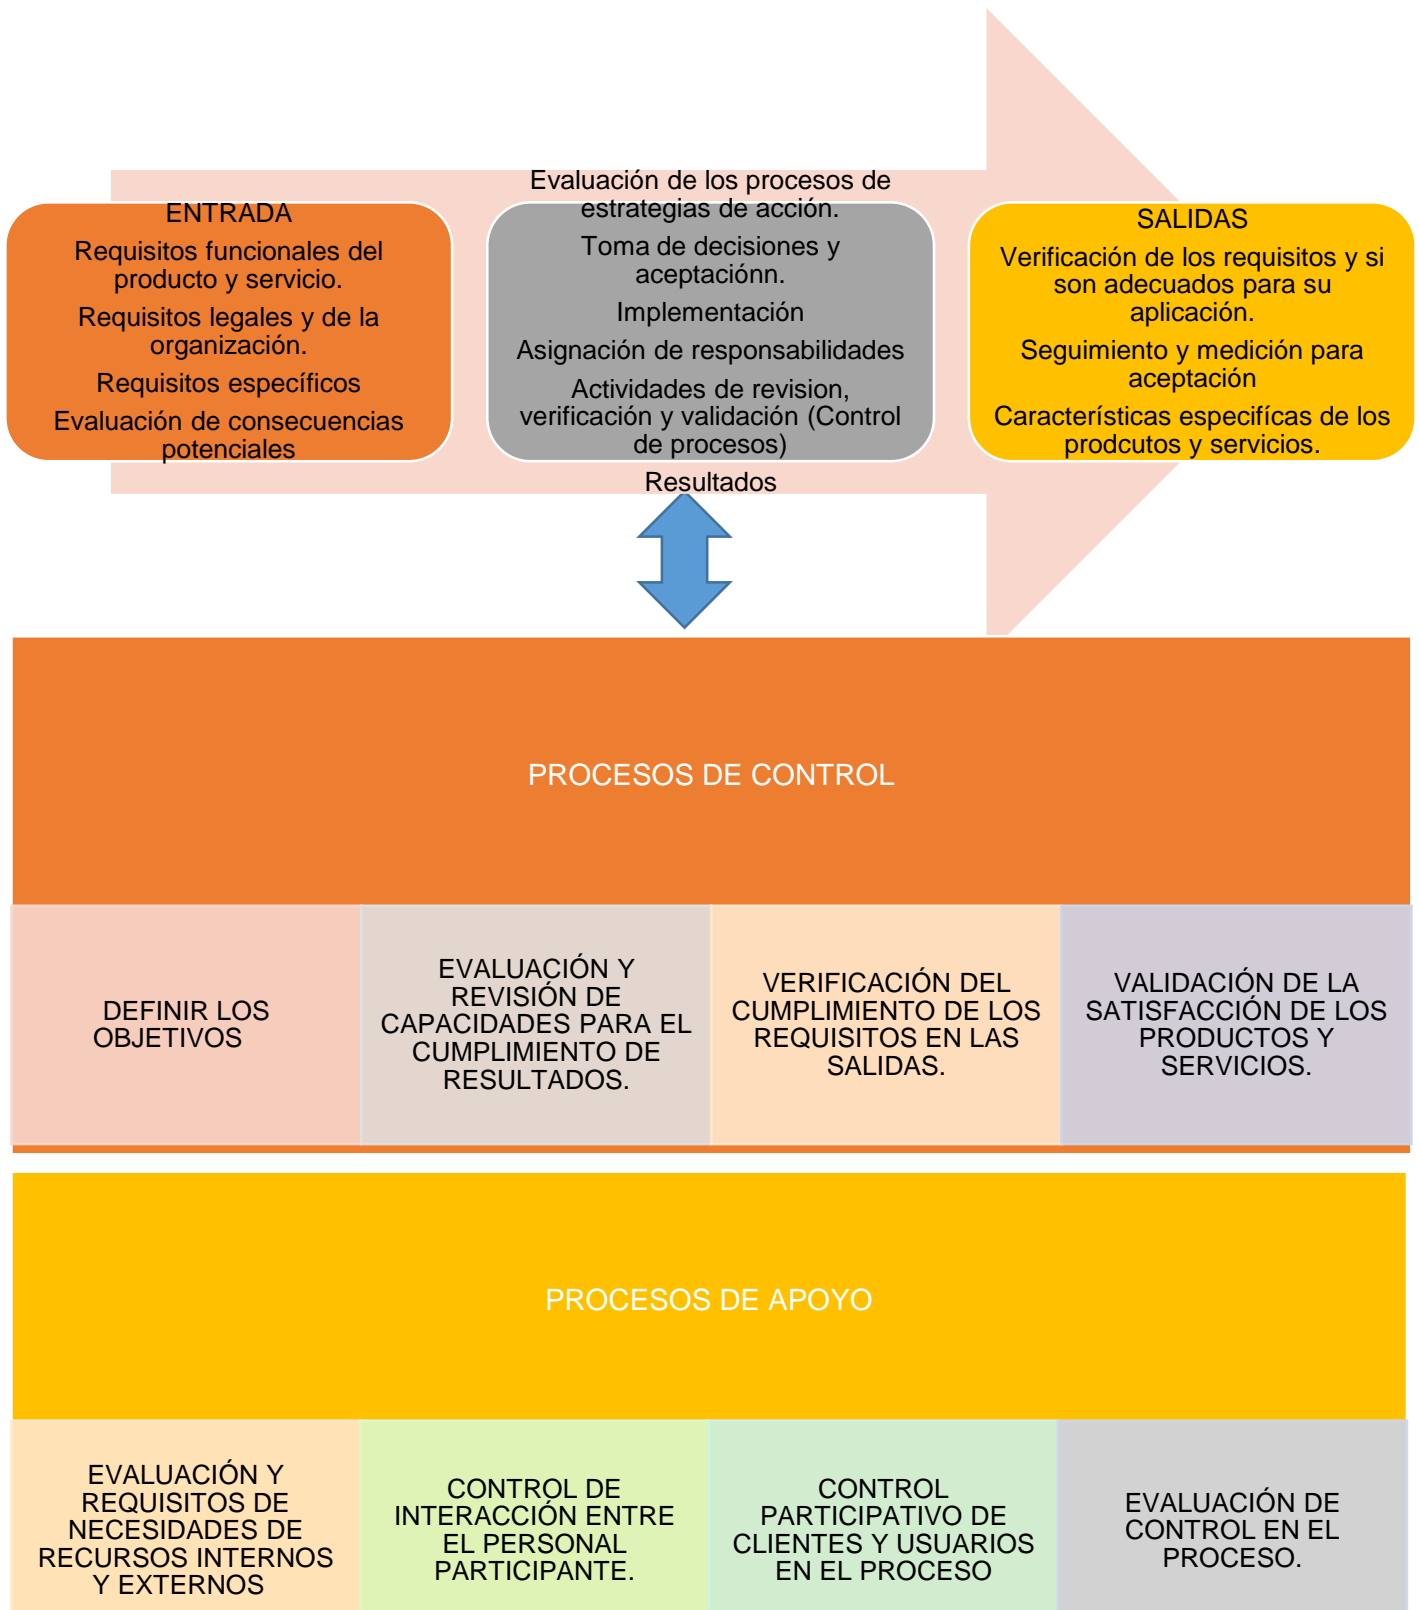 ENTRADA
Requisitos funcionales del
producto y servicio.
Requisitos legales y de la
organización.
Requisitos específicos
Evaluación de consecuencias
potenciales
Evaluación de los procesos de
estrategias de acción.
Toma de decisiones y
aceptaciónn.
Implementación
Asignación de responsabilidades
Actividades de revision,
verificación y validación (Control
de procesos)
Resultados
SALIDAS
Verificación de los requisitos y si
son adecuados para su
aplicación.
Seguimiento y medición para
aceptación
Carácterísticas especifícas de los
prodcutos y servicios.
PROCESOS DE CONTROL
DEFINIR LOS
OBJETIVOS
EVALUACIÓN Y
REVISIÓN DE
CAPACIDADES PARA EL
CUMPLIMIENTO DE
RESULTADOS.
VERIFICACIÓN DEL
CUMPLIMIENTO DE LOS
REQUISITOS EN LAS
SALIDAS.
VALIDACIÓN DE LA
SATISFACCIÓN DE LOS
PRODUCTOS Y
SERVICIOS.
PROCESOS DE APOYO
EVALUACIÓN Y
REQUISITOS DE
NECESIDADES DE
RECURSOS INTERNOS
Y EXTERNOS
CONTROL DE
INTERACCIÓN ENTRE
EL PERSONAL
PARTICIPANTE.
CONTROL
PARTICIPATIVO DE
CLIENTES Y USUARIOS
EN EL PROCESO
EVALUACIÓN DE
CONTROL EN EL
PROCESO.